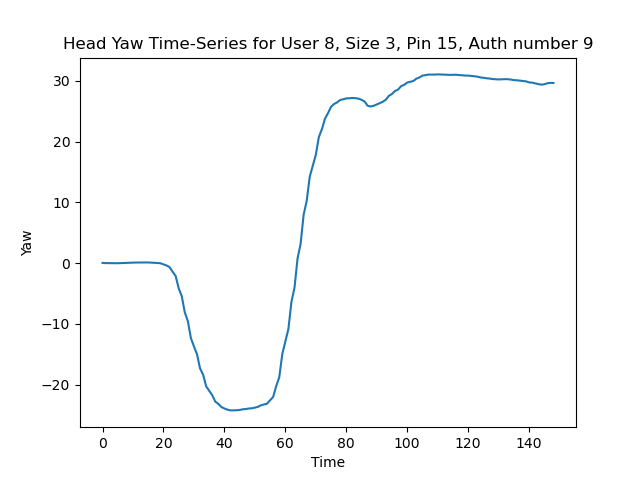 Head Yaw Time-Series for User 8, Size 3, Pin 15, Auth number 9
30
20
10
0
−10
−20
Yaw
0 20 40 60 80 100 120 140
Time